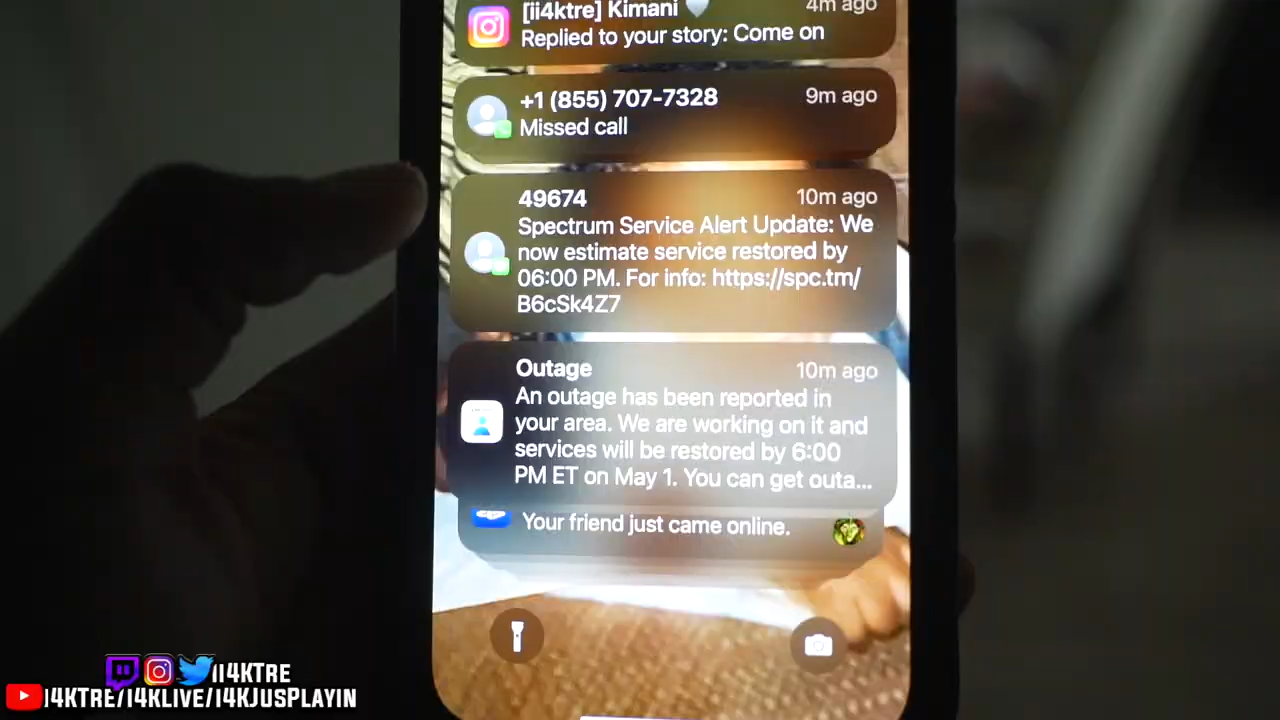 [ii4ktre] Kimani 🤍 4m ago
Replied to your story: Come on
+1 (855) 707-7328 9m ago
Missed call
49674 10m ago
Spectrum Service Alert Update: We
now estimate service restored by
06:00 PM. For info: https://spc.tm/
B6cSk4Z7
Outage 10m ago
An outage has been reported in
your area. We are working on it and
services will be restored by 6:00
PM ET on May 1. You can get outa...
Your friend just came online.
II4KTRE
I4KTRE/I4KLIVE/I4KJUSPLAYIN